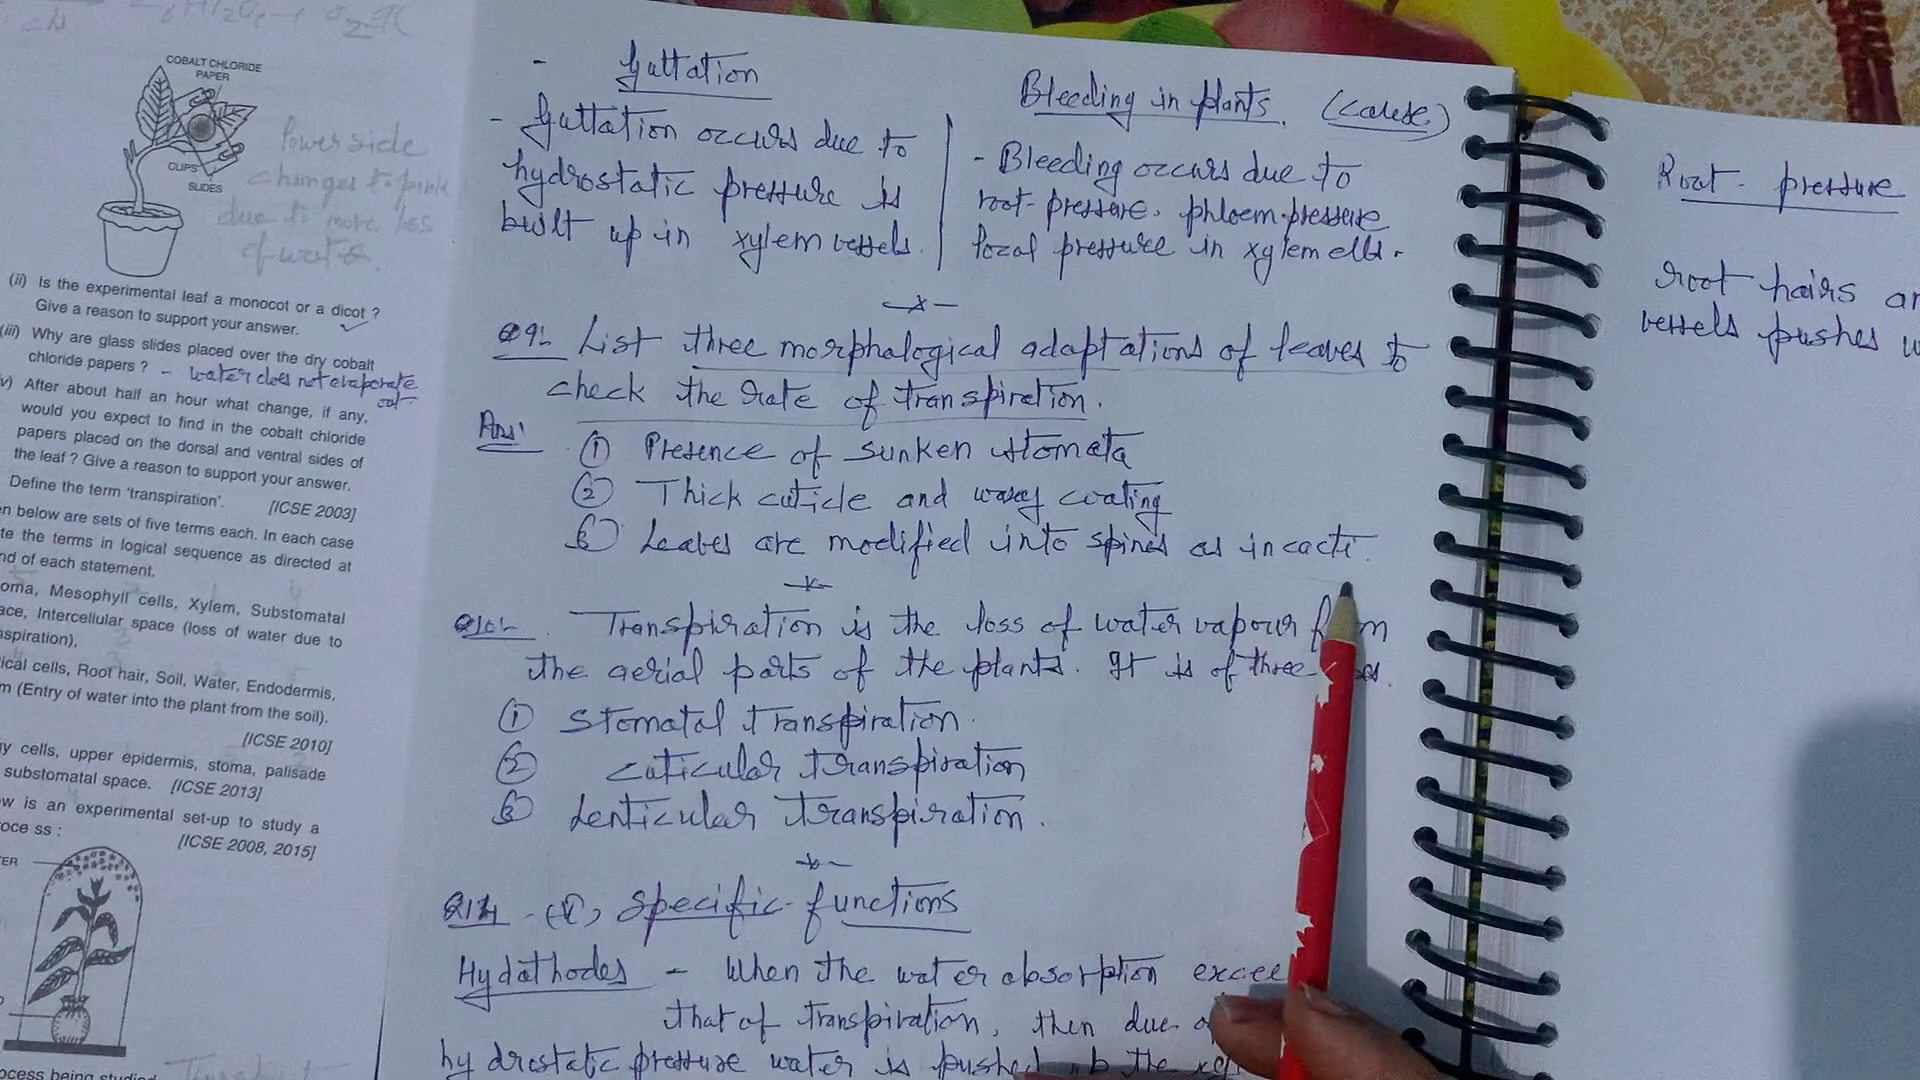 COBALT CHLORIDE
PAPER
CLIPS
SLIDES
changes to pink
due to more loss
of water.
(ii) Is the experimental leaf a monocot or a dicot ?
Give a reason to support your answer.
(iii) Why are glass slides placed over the dry cobalt
chloride papers ? - water does not evaporate
out
v) After about half an hour what change, if any,
would you expect to find in the cobalt chloride
papers placed on the dorsal and ventral sides of
the leaf ? Give a reason to support your answer.
Define the term 'transpiration'. [ICSE 2003]
en below are sets of five terms each. In each case
te the terms in logical sequence as directed at
nd of each statement.
oma, Mesophyll cells, Xylem, Substomatal
ace, Intercellular space (loss of water due to
nspiration),
ical cells, Root hair, Soil, Water, Endodermis,
m (Entry of water into the plant from the soil).
[ICSE 2010]
y cells, upper epidermis, stoma, palisade
substomatal space. [ICSE 2013]
ow is an experimental set-up to study a
roce ss : [ICSE 2008, 2015]
TER
ocess being studied
- Guttation
- Guttation occurs due to
hydrostatic pressure is
built up in xylem vessels.
Bleeding in plants. (cause)
- Bleeding occurs due to
root-pressure. phloem-pressure
local pressure in xylem ells.
Q9:- List three morphalogical adaptations of leaves to
check the rate of transpiration.
Ans:
① Presence of sunken stomata
② Thick cuticle and waxy coating
③ Leaves are modified into spines as in cacti.
Q10:- Transpiration is the loss of water vapour from
the aerial parts of the plants. It is of three
① Stomatal transpiration.
② Cuticular transpiration
③ Lenticular transpiration.
Specific-functions
Hydathodes - When the water absorption excee
that of transpiration, then due
hydrostatic pressure water is pushed
Root- pressure
root hairs an
vessels pushes w